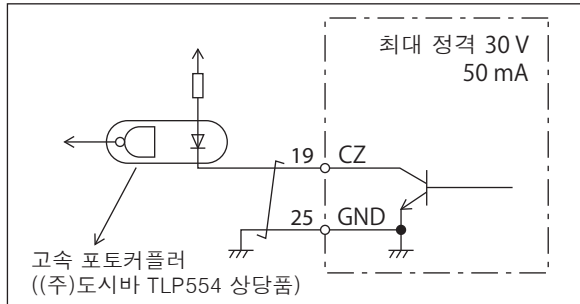 최대 정격 30 V
50 mA
19 CZ
25 GND
고속 포토커플러
((주)도시바 TLP554 상당품)